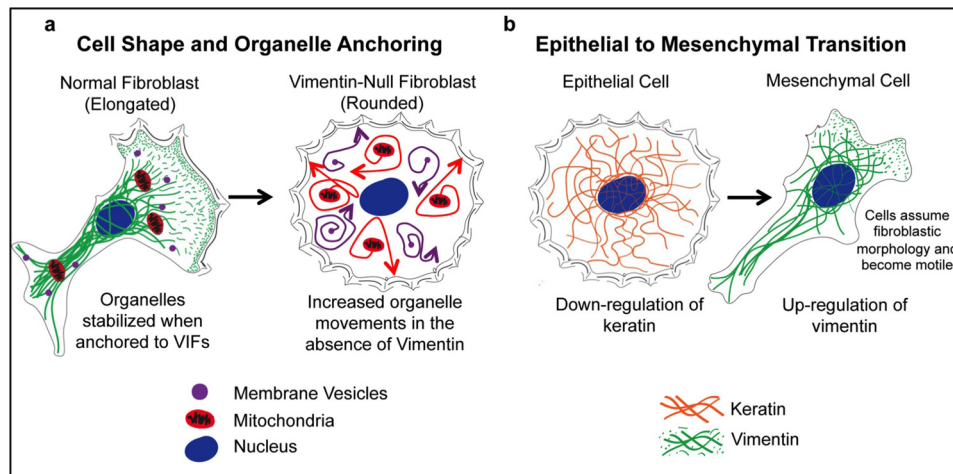 a
Cell Shape and Organelle Anchoring
Normal Fibroblast
(Elongated)
Vimentin-Null Fibroblast
(Rounded)
Organelles
stabilized when
anchored to VIFs
Increased organelle
movements in the
absence of Vimentin
Membrane Vesicles
Mitochondria
Nucleus
b
Epithelial to Mesenchymal Transition
Epithelial Cell
Mesenchymal Cell
Cells assume
fibroblastic
morphology and
become motile
Down-regulation of
keratin
Up-regulation of
vimentin
Keratin
Vimentin